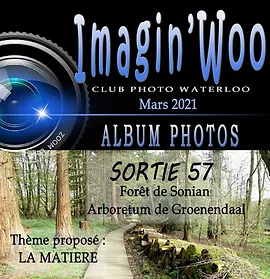 Imagin'Woo
CLUB PHOTO WATERLOO
Mars 2021
ALBUM PHOTOS
SORTIE 57
Forêt de Sonian
Arboretum de Groenendaal
Thème proposé :
LA MATIERE